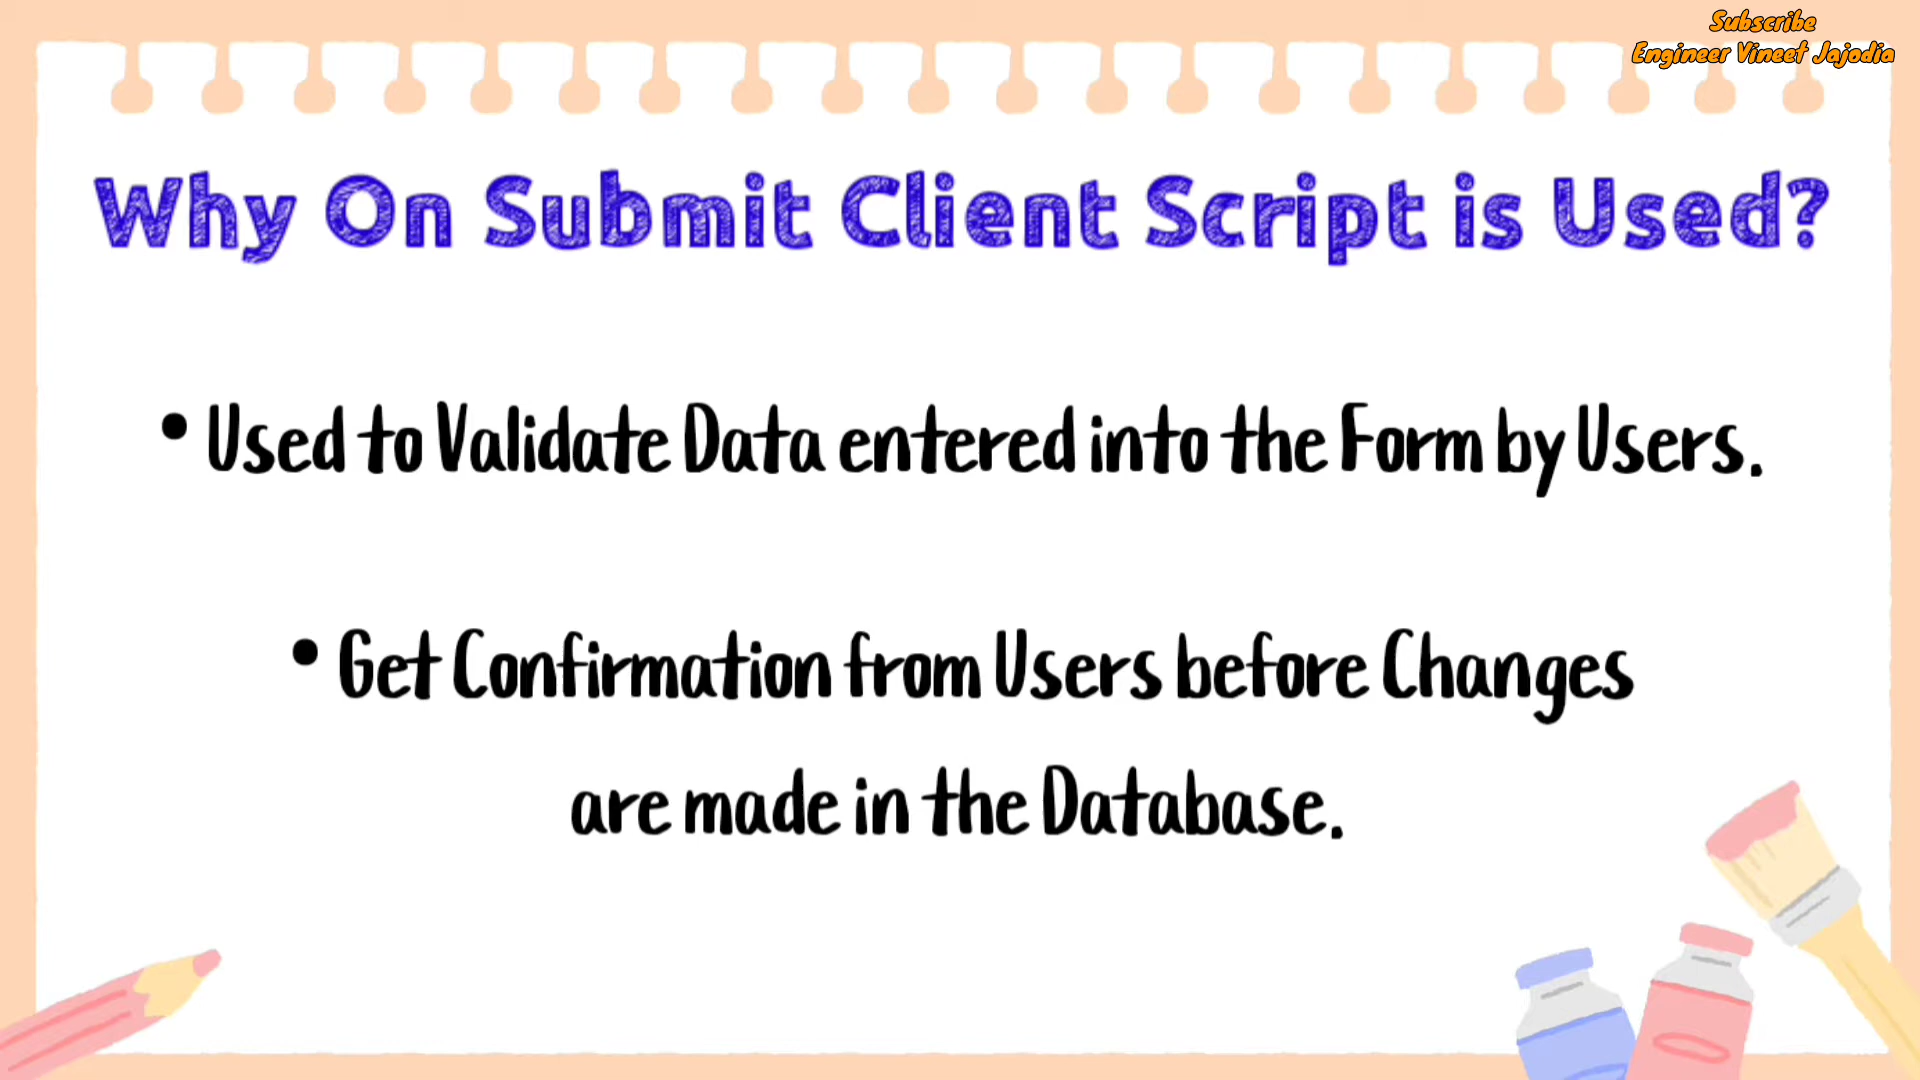 Subscribe
Engineer Vineet Jajodia
Why On Submit Client Script is Used?
• Used to Validate Data entered into the Form by Users.
• Get Confirmation from Users before Changes
are made in the Database.